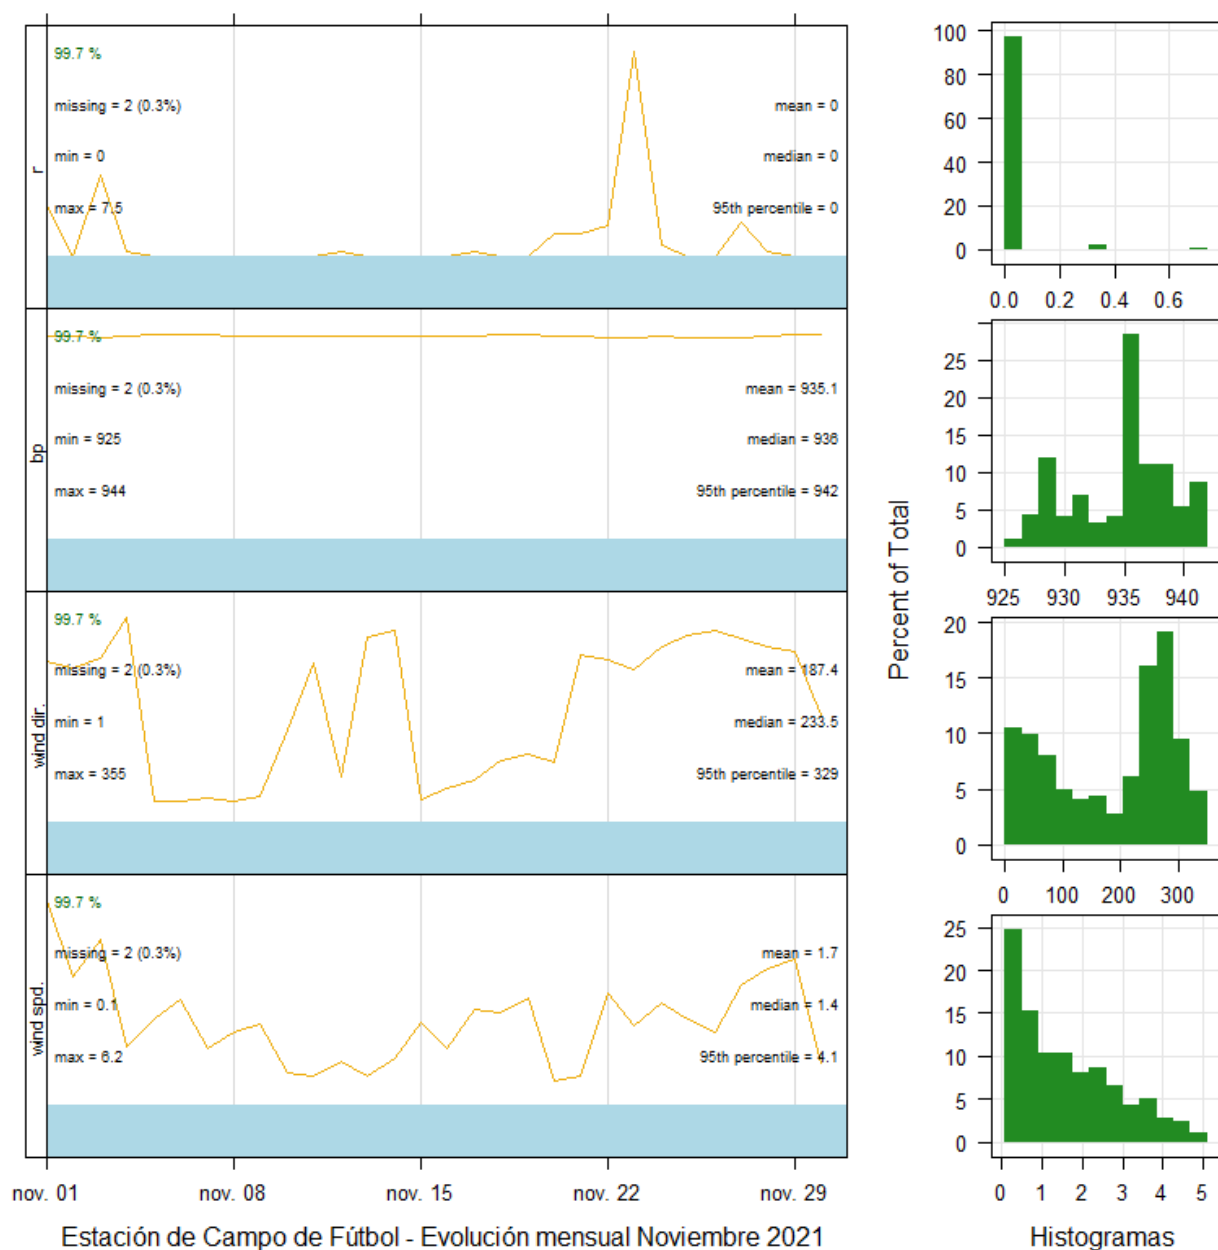 99.7 %
missing = 2 (0.3%)
mean = 0
min = 0
median = 0
max = 7.5
95th percentile = 0
r
99.7 %
missing = 2 (0.3%)
mean = 935.1
min = 925
median = 936
max = 944
95th percentile = 942
bp
99.7 %
missing = 2 (0.3%)
mean = 187.4
min = 1
median = 233.5
max = 355
95th percentile = 329
wind dir.
99.7 %
missing = 2 (0.3%)
mean = 1.7
min = 0.1
median = 1.4
max = 6.2
95th percentile = 4.1
wind spd.
nov. 01 nov. 08 nov. 15 nov. 22 nov. 29
Estación de Campo de Fútbol - Evolución mensual Noviembre 2021
Percent of Total
100
80
60
40
20
0
0.0 0.2 0.4 0.6
25
20
15
10
5
0
925 930 935 940
20
15
10
5
0
0 100 200 300
25
20
15
10
5
0
0 1 2 3 4 5
Histogramas